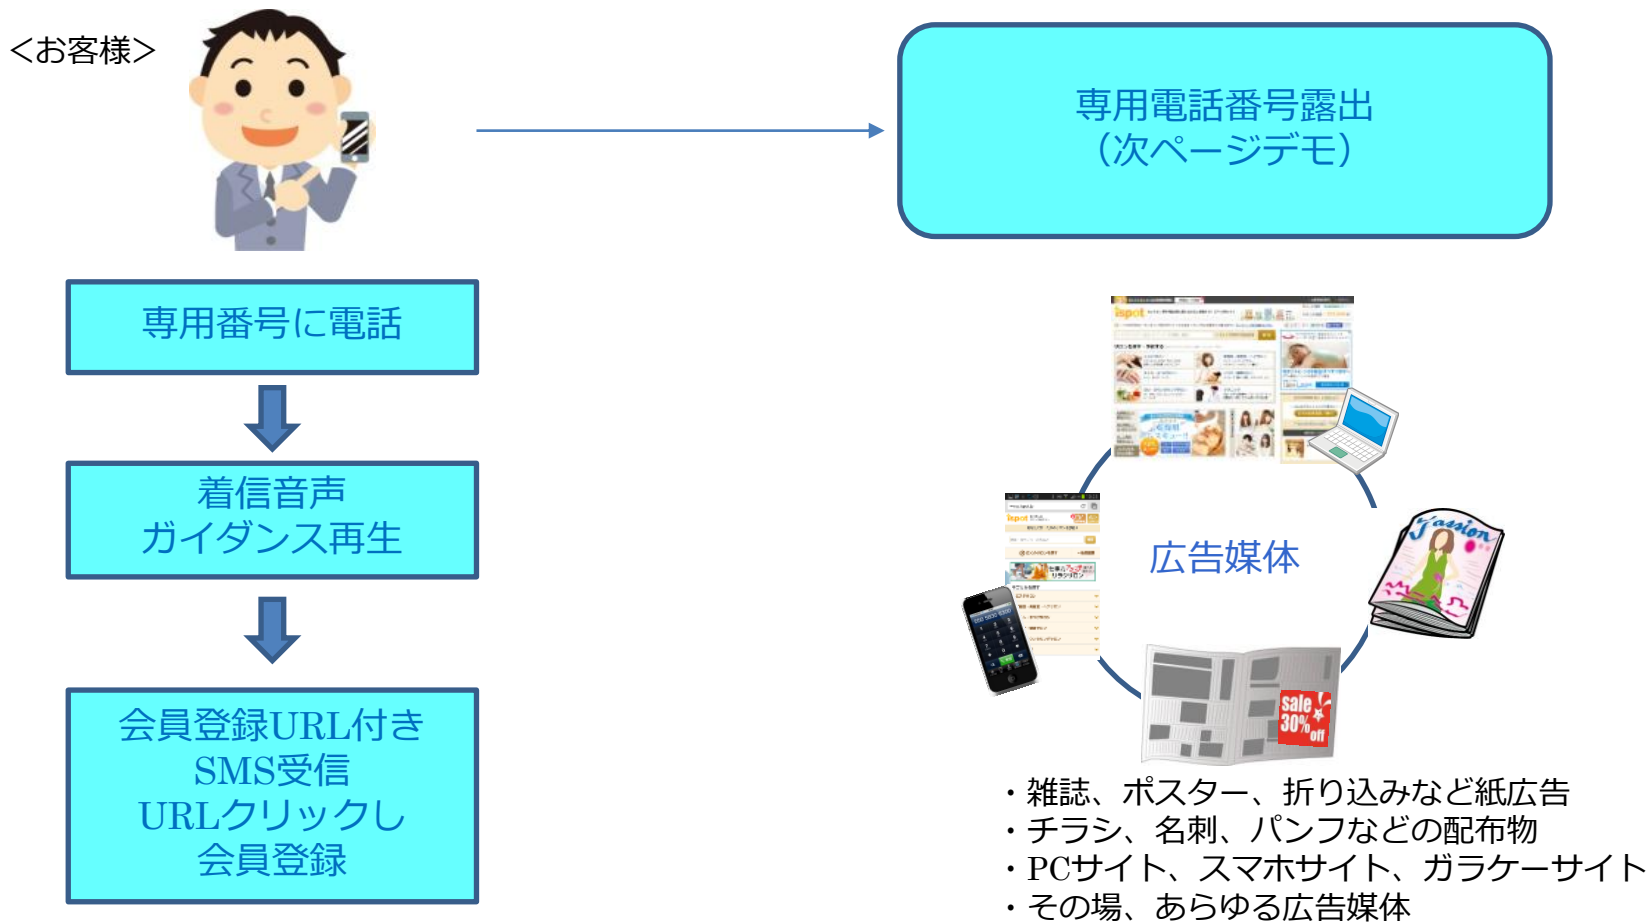 <お客様>
専用電話番号露出
（次ページデモ）
専用番号に電話
着信音声
ガイダンス再生
会員登録URL付き
SMS受信
URLクリックし
会員登録
ispot
ispot
広告媒体
Passion
sale
30%
off
・雑誌、ポスター、折り込みなど紙広告
・チラシ、名刺、パンフなどの配布物
・PCサイト、スマホサイト、ガラケーサイト
・その場、あらゆる広告媒体